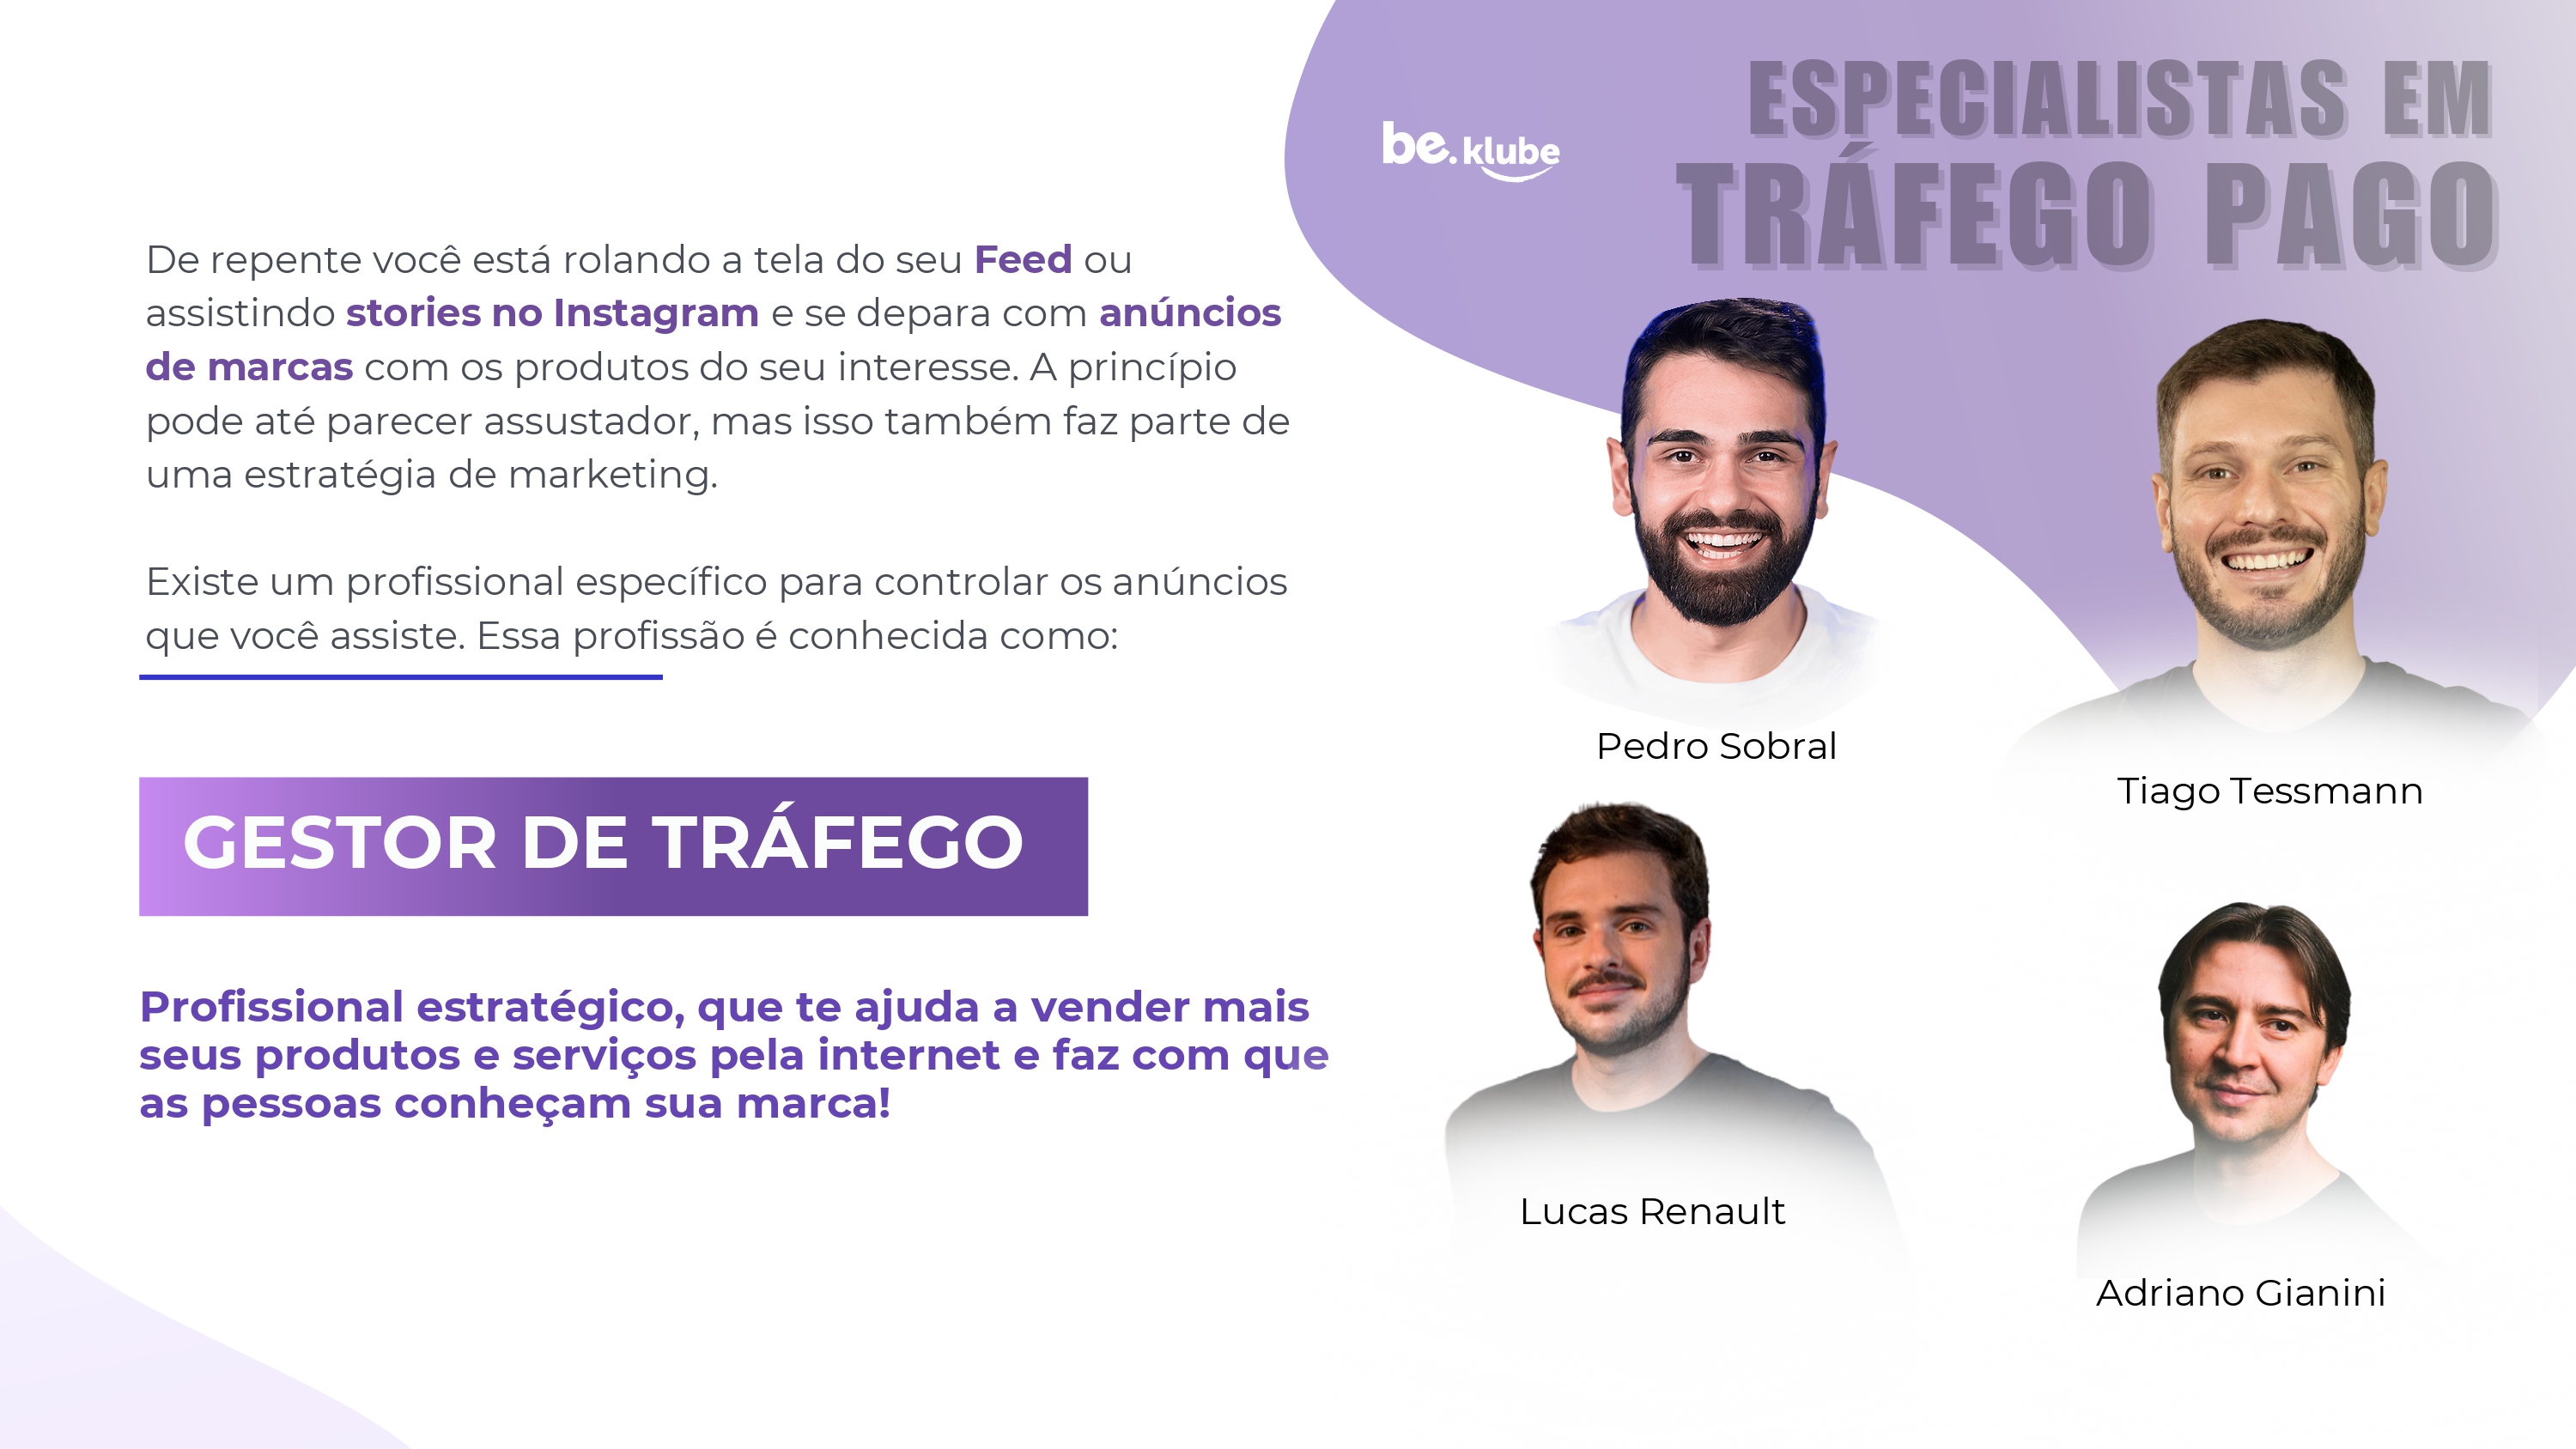 De repente você está rolando a tela do seu Feed ou
assistindo stories no Instagram e se depara com anúncios
de marcas com os produtos do seu interesse. A princípio
pode até parecer assustador, mas isso também faz parte de
uma estratégia de marketing.
Existe um profissional específico para controlar os anúncios
que você assiste. Essa profissão é conhecida como:
GESTOR DE TRÁFEGO
Profissional estratégico, que te ajuda a vender mais
seus produtos e serviços pela internet e faz com que
as pessoas conheçam sua marca!
be.klube
ESPECIALISTAS EM
TRÁFEGO PAGO
Pedro Sobral
Tiago Tessmann
Lucas Renault
Adriano Gianini